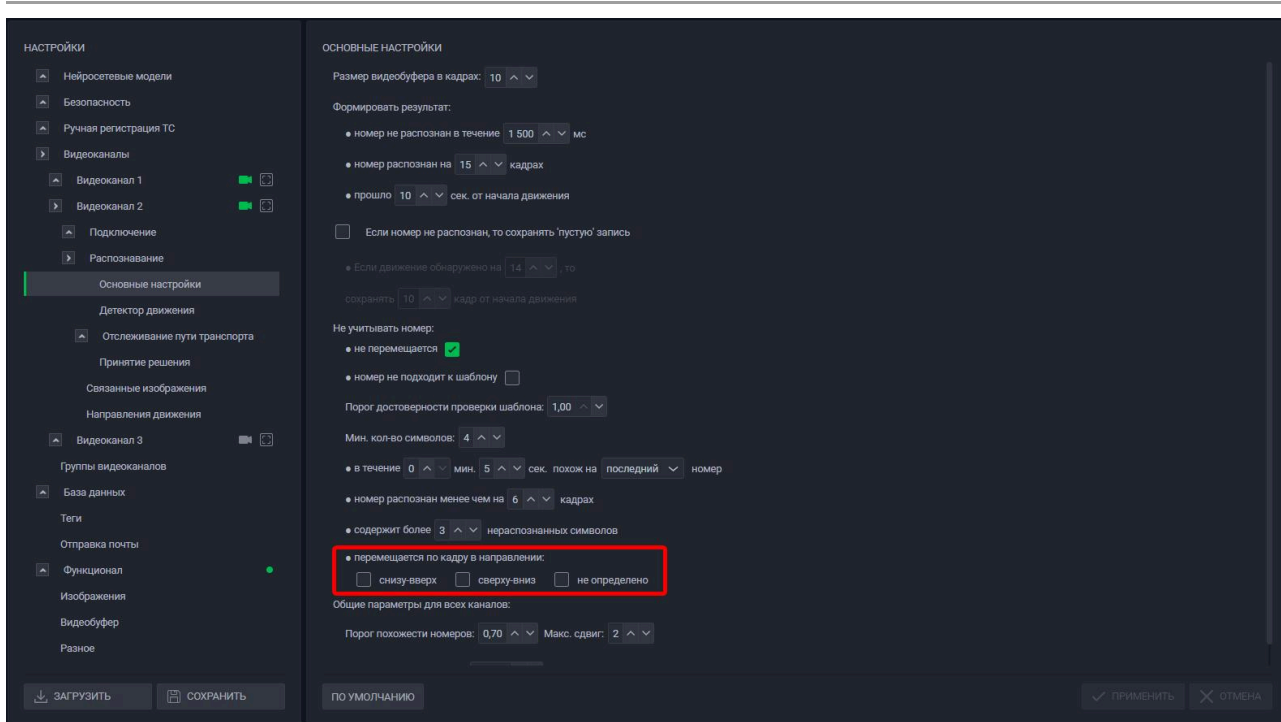 НАСТРОЙКИ
Нейросетевые модели
Безопасность
Ручная регистрация ТС
Видеоканалы
Видеоканал 1
Видеоканал 2
Подключение
Распознавание
Основные настройки
Детектор движения
Отслеживание пути транспорта
Принятие решения
Связанные изображения
Направления движения
Видеоканал 3
Группы видеоканалов
База данных
Теги
Отправка почты
Функционал
Изображения
Видеобуфер
Разное
ЗАГРУЗИТЬ СОХРАНИТЬ
ОСНОВНЫЕ НАСТРОЙКИ
Размер видеобуфера в кадрах: 10
Формировать результат:
• номер не распознан в течение 1 500 мс
• номер распознан на 15 кадрах
• прошло 10 сек. от начала движения
Если номер не распознан, то сохранять 'пустую' запись
• Если движение обнаружено на 14 , то
сохранять 10 кадр от начала движения
Не учитывать номер:
• не перемещается
• номер не подходит к шаблону
Порог достоверности проверки шаблона: 1,00
Мин. кол-во символов: 4
• в течение 0 мин. 5 сек. похож на последний номер
• номер распознан менее чем на 6 кадрах
• содержит более 3 нераспознанных символов
• перемещается по кадру в направлении:
снизу-вверх сверху-вниз не определено
Общие параметры для всех каналов:
Порог похожести номеров: 0,70 Макс. сдвиг: 2
ПО УМОЛЧАНИЮ ПРИМЕНИТЬ ОТМЕНА